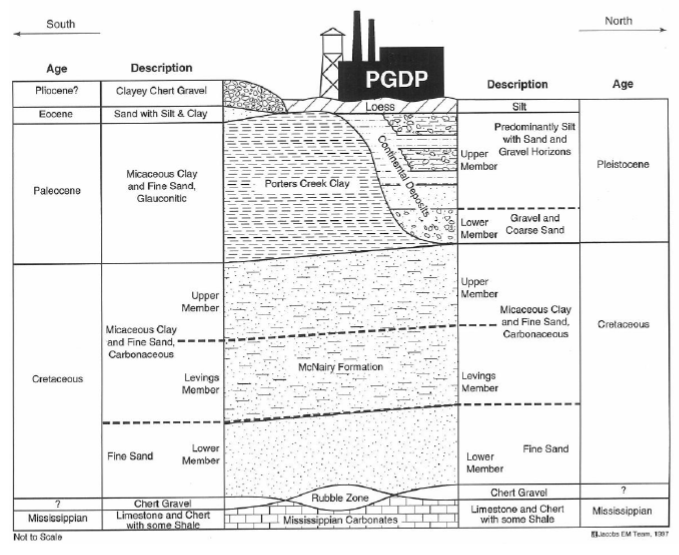 South
North
Age
Description
PGDP
Description
Age
Pliocene?
Clayey Chert Gravel
Loess
Silt
Eocene
Sand with Silt & Clay
Paleocene
Micaceous Clay
and Fine Sand,
Glauconitic
Porters Creek Clay
Continental Deposits
Upper
Member
Predominantly Silt
with Sand and
Gravel Horizons
Pleistocene
Lower
Member
Gravel and
Coarse Sand
Cretaceous
Upper
Member
Micaceous Clay
and Fine Sand,
Carbonaceous
Levings
Member
McNairy Formation
Upper
Member
Micaceous Clay
and Fine Sand,
Carbonaceous
Levings
Member
Cretaceous
Fine Sand
Lower
Member
Lower
Member
Fine Sand
?
Chert Gravel
Rubble Zone
Chert Gravel
?
Mississippian
Limestone and Chert
with some Shale
Mississippian Carbonates
Limestone and Chert
with some Shale
Mississippian
Not to Scale
Jacobs EM Team, 1997